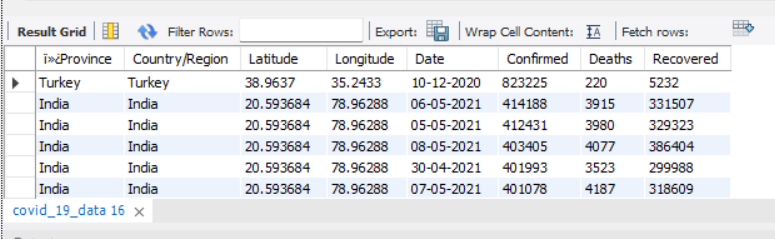 Result Grid Filter Rows: Export: Wrap Cell Content: Fetch rows:
ï»¿Province Country/Region Latitude Longitude Date Confirmed Deaths Recovered
Turkey Turkey 38.9637 35.2433 10-12-2020 823225 220 5232
India India 20.593684 78.96288 06-05-2021 414188 3915 331507
India India 20.593684 78.96288 05-05-2021 412431 3980 329323
India India 20.593684 78.96288 08-05-2021 403405 4077 386404
India India 20.593684 78.96288 30-04-2021 401993 3523 299988
India India 20.593684 78.96288 07-05-2021 401078 4187 318609
covid_19_data 16